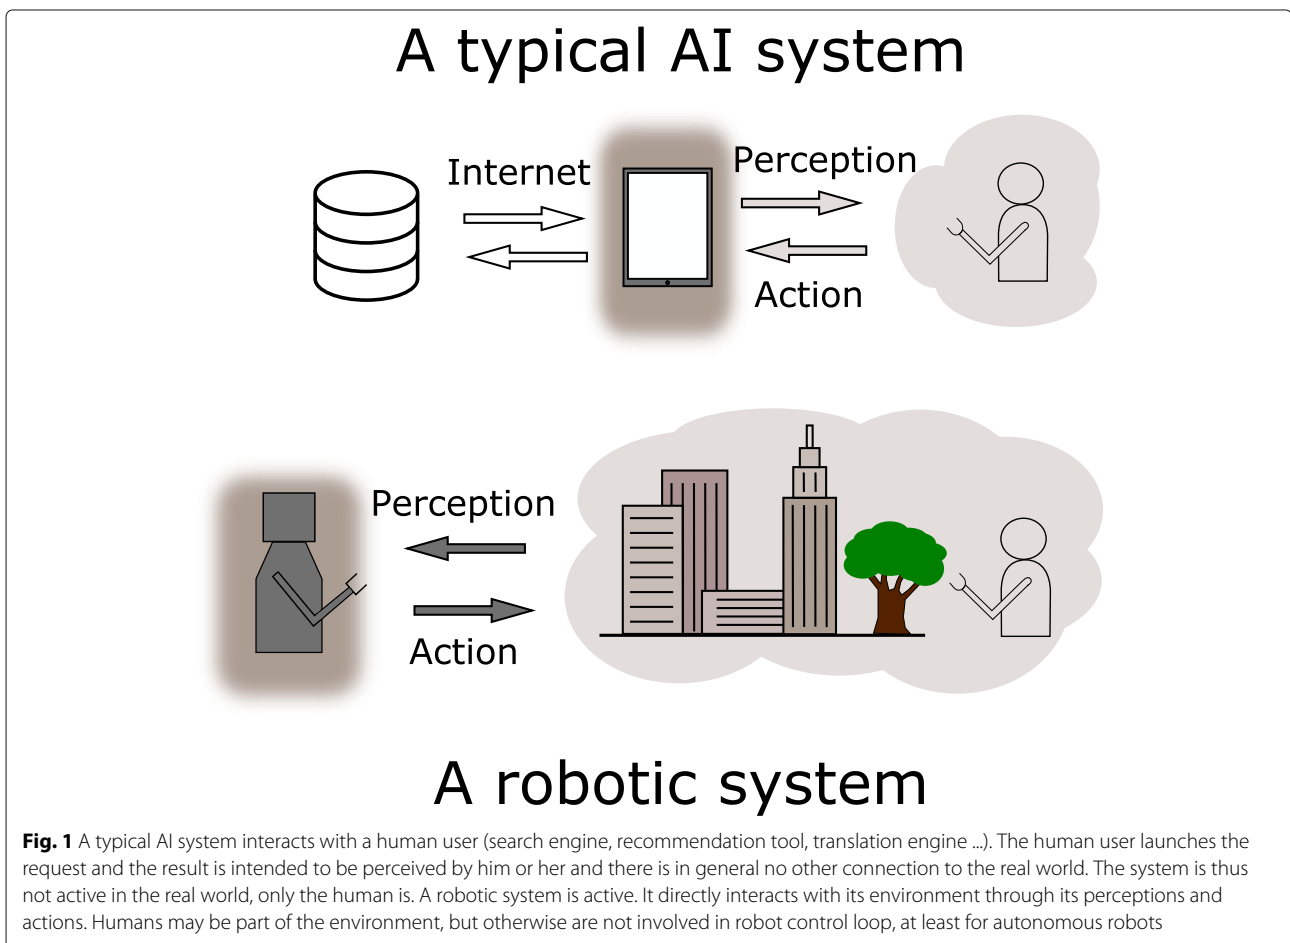 A typical AI system
Internet
Perception
Action
Perception
Action
A robotic system
Fig. 1 A typical AI system interacts with a human user (search engine, recommendation tool, translation engine ...). The human user launches the
request and the result is intended to be perceived by him or her and there is in general no other connection to the real world. The system is thus
not active in the real world, only the human is. A robotic system is active. It directly interacts with its environment through its perceptions and
actions. Humans may be part of the environment, but otherwise are not involved in robot control loop, at least for autonomous robots